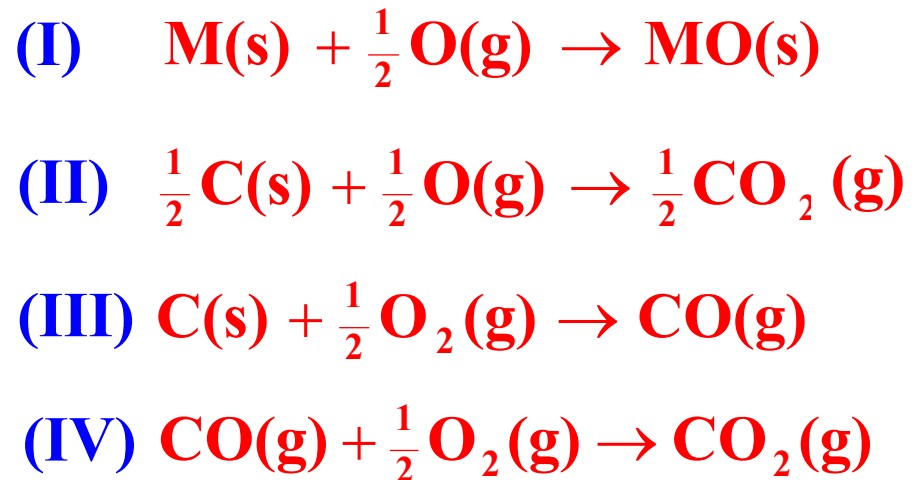 (I) M(s) + 1/2 O(g) → MO(s)
(II) 1/2 C(s) + 1/2 O(g) → 1/2 CO₂ (g)
(III) C(s) + 1/2 O₂(g) → CO(g)
(IV) CO(g) + 1/2 O₂(g) → CO₂(g)